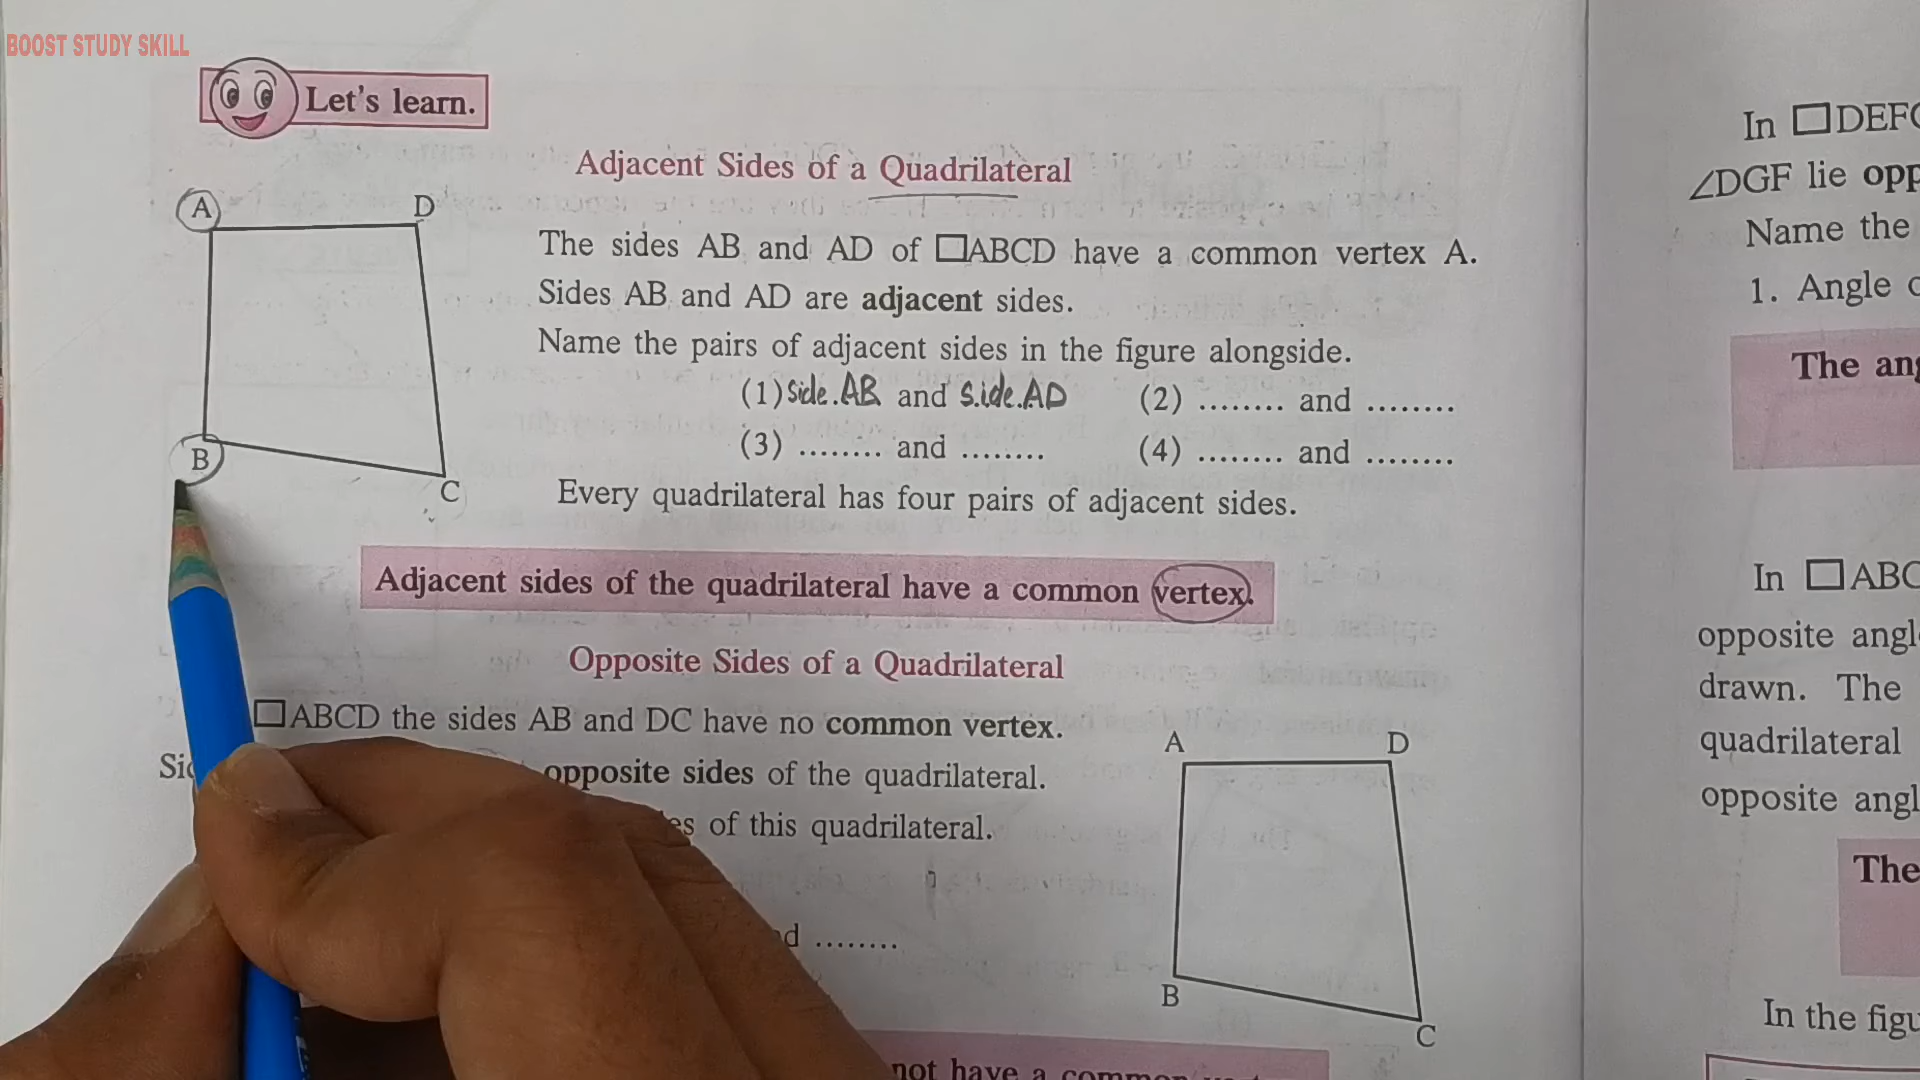 BOOST STUDY SKILL
Let's learn.
Adjacent Sides of a Quadrilateral
A
D
B
C
The sides AB and AD of □ABCD have a common vertex A.
Sides AB and AD are adjacent sides.
Name the pairs of adjacent sides in the figure alongside.
(1) side.AB and s.ide.AD (2) ........ and ........
(3) ........ and ........ (4) ........ and ........
Every quadrilateral has four pairs of adjacent sides.
Adjacent sides of the quadrilateral have a common vertex.
Opposite Sides of a Quadrilateral
□ABCD the sides AB and DC have no common vertex.
opposite sides of the quadrilateral.
of this quadrilateral.
........
A
D
B
C
not have a common
In □DEFG
∠DGF lie opp
Name the
1. Angle
The ang
In □ABC
opposite angl
drawn. The
quadrilateral
opposite angl
The
In the figu